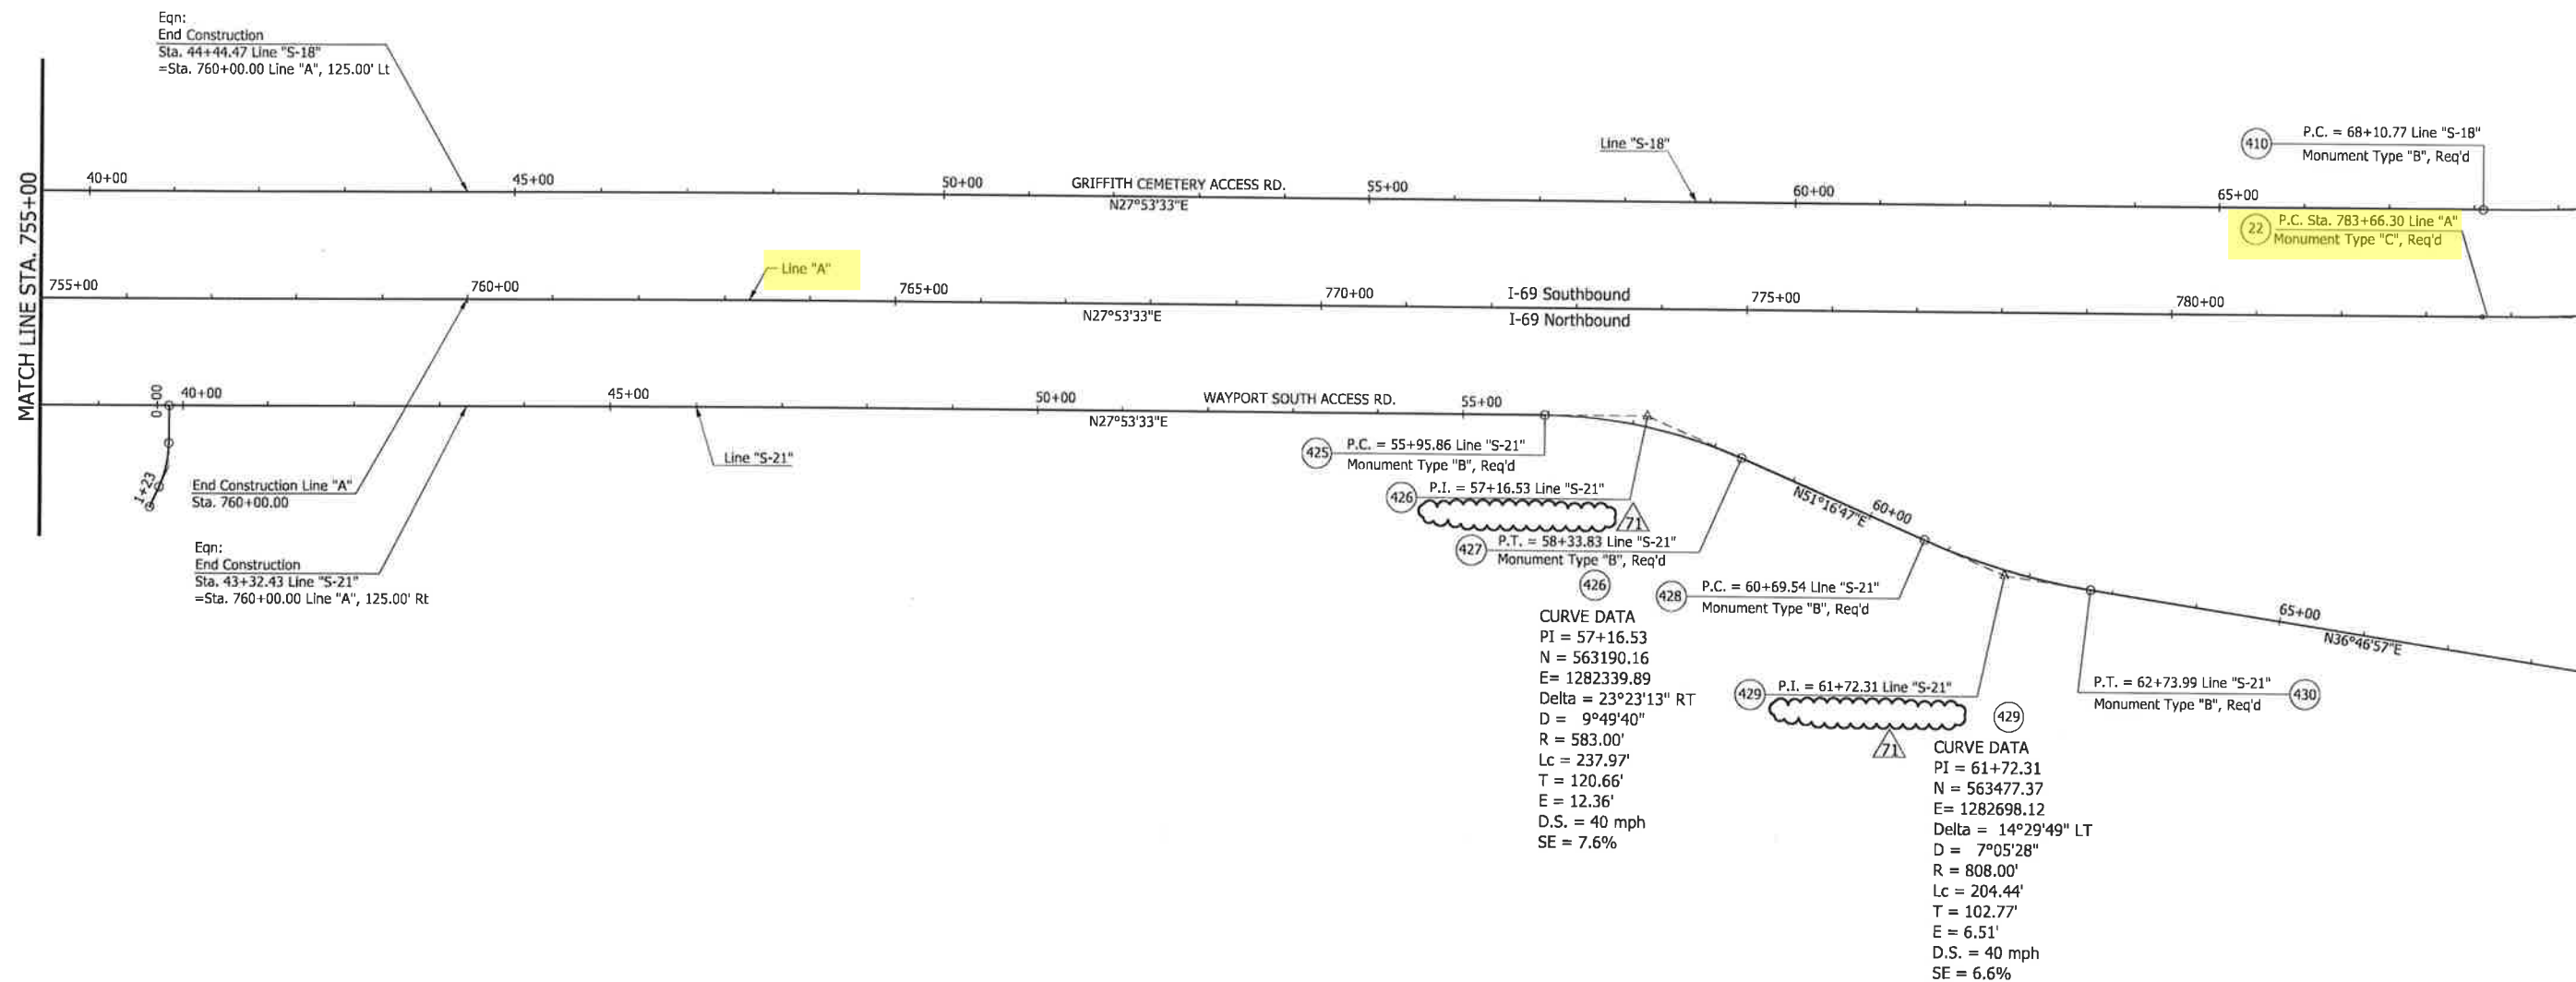 Eqn:
End Construction
Sta. 44+44.47 Line "S-18"
=Sta. 760+00.00 Line "A", 125.00' Lt
MATCH LINE STA. 755+00
40+00
45+00
50+00
GRIFFITH CEMETERY ACCESS RD.
N27°53'33"E
55+00
Line "S-18"
60+00
65+00
410
P.C. = 68+10.77 Line "S-18"
Monument Type "B", Req'd
22
P.C. Sta. 783+66.30 Line "A"
Monument Type "C", Req'd
Line "A"
755+00
760+00
765+00
N27°53'33"E
770+00
I-69 Southbound
I-69 Northbound
775+00
780+00
0+00
40+00
1+23
45+00
50+00
WAYPORT SOUTH ACCESS RD.
N27°53'33"E
55+00
Line "S-21"
End Construction Line "A"
Sta. 760+00.00
Eqn:
End Construction
Sta. 43+32.43 Line "S-21"
=Sta. 760+00.00 Line "A", 125.00' Rt
425
P.C. = 55+95.86 Line "S-21"
Monument Type "B", Req'd
426
P.I. = 57+16.53 Line "S-21"
71
427
P.T. = 58+33.83 Line "S-21"
Monument Type "B", Req'd
N51°16'47"E
60+00
428
P.C. = 60+69.54 Line "S-21"
Monument Type "B", Req'd
65+00
N36°46'57"E
429
P.I. = 61+72.31 Line "S-21"
71
P.T. = 62+73.99 Line "S-21"
Monument Type "B", Req'd
430
426
CURVE DATA
PI = 57+16.53
N = 563190.16
E= 1282339.89
Delta = 23°23'13" RT
D = 9°49'40"
R = 583.00'
Lc = 237.97'
T = 120.66'
E = 12.36'
D.S. = 40 mph
SE = 7.6%
429
CURVE DATA
PI = 61+72.31
N = 563477.37
E= 1282698.12
Delta = 14°29'49" LT
D = 7°05'28"
R = 808.00'
Lc = 204.44'
T = 102.77'
E = 6.51'
D.S. = 40 mph
SE = 6.6%